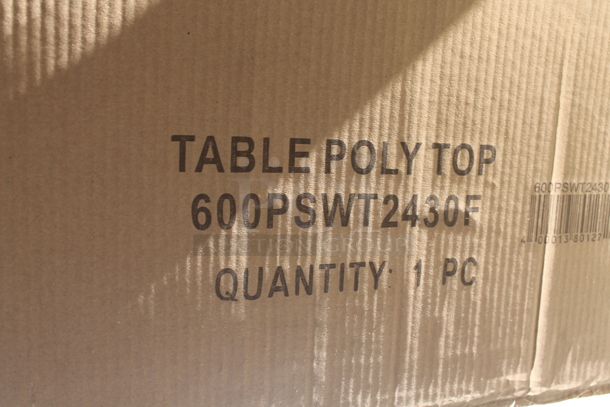 TABLE POLY TOP
600PSWT2430F
QUANTITY: 1 PC
600PSWT2430